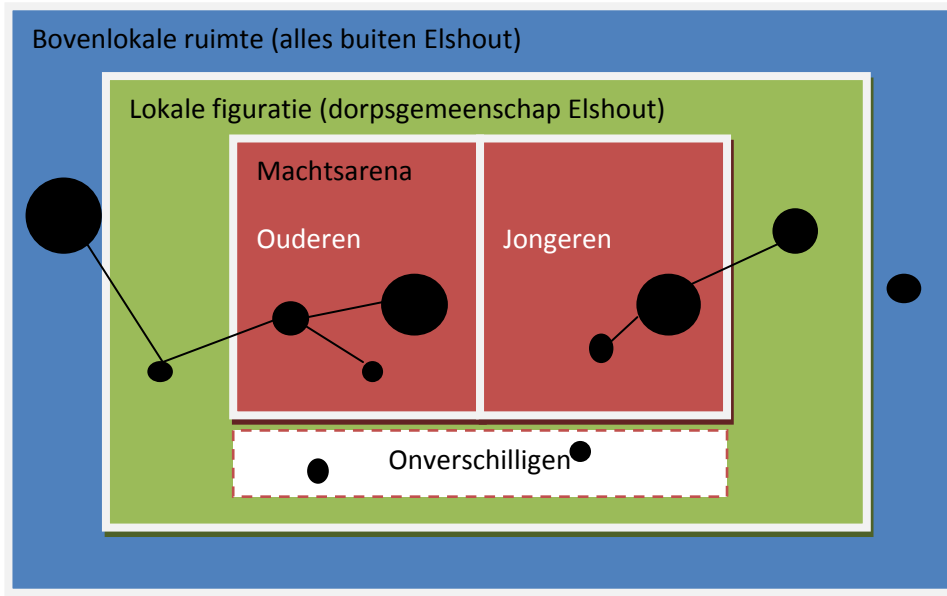 Bovenlokale ruimte (alles buiten Elshout)
Lokale figuratie (dorpsgemeenschap Elshout)
Machtsarena
Ouderen
Jongeren
Onverschilligen